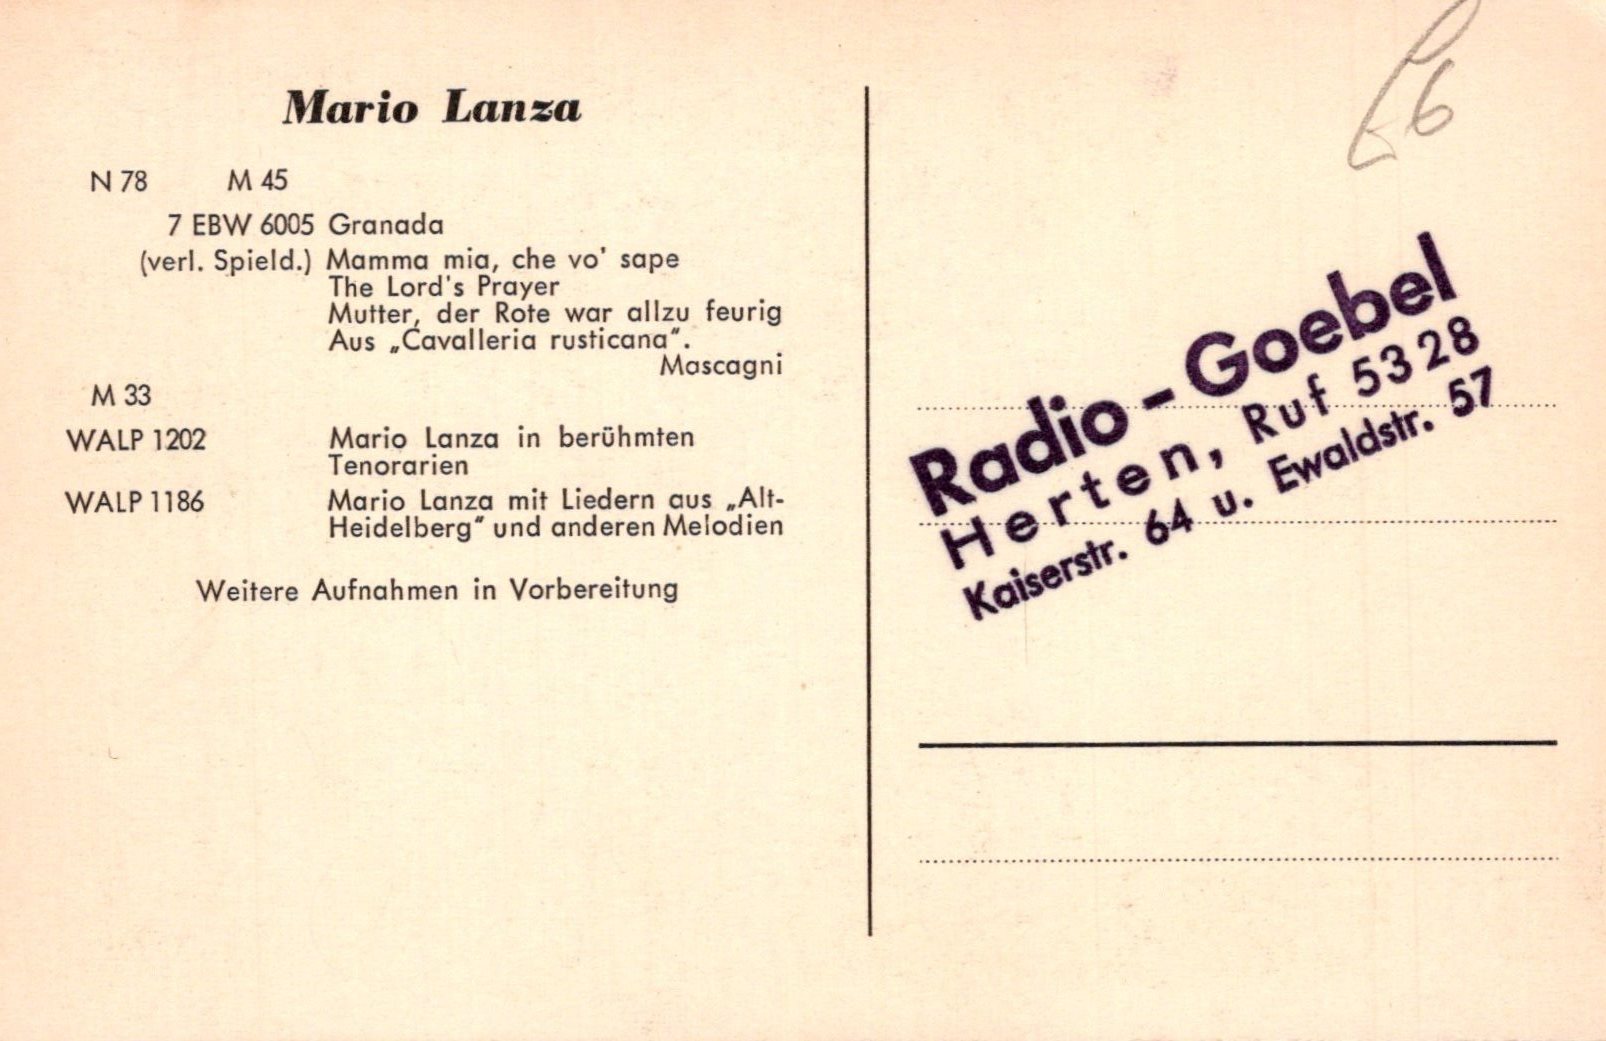 Mario Lanza
N 78 M 45
7 EBW 6005 Granada
(verl. Spield.) Mamma mia, che vo' sape
The Lord's Prayer
Mutter, der Rote war allzu feurig
Aus „Cavalleria rusticana“.
Mascagni
M 33
WALP 1202 Mario Lanza in berühmten
Tenorarien
WALP 1186 Mario Lanza mit Liedern aus „Alt-
Heidelberg“ und anderen Melodien
Weitere Aufnahmen in Vorbereitung
6
Radio-Goebel
Herten, Ruf 5328
Kaiserstr. 64 u. Ewaldstr. 57